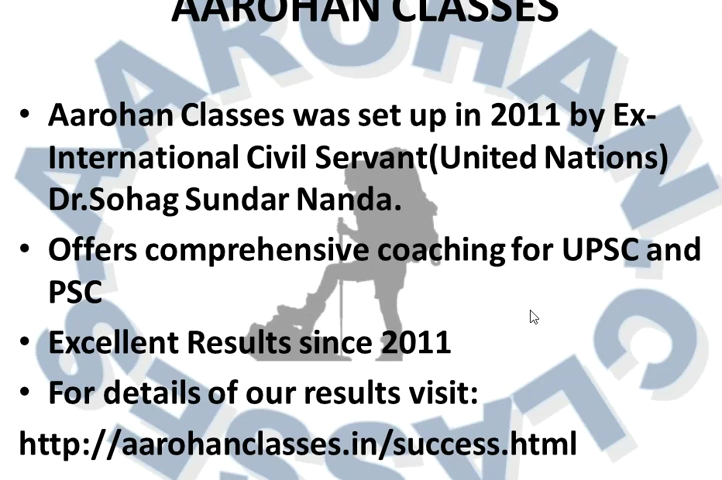 AAROHAN CLASSES
• Aarohan Classes was set up in 2011 by Ex-
International Civil Servant(United Nations)
Dr.Sohag Sundar Nanda.
• Offers comprehensive coaching for UPSC and
PSC
• Excellent Results since 2011
• For details of our results visit:
http://aarohanclasses.in/success.html
AAROHAN CLASSES